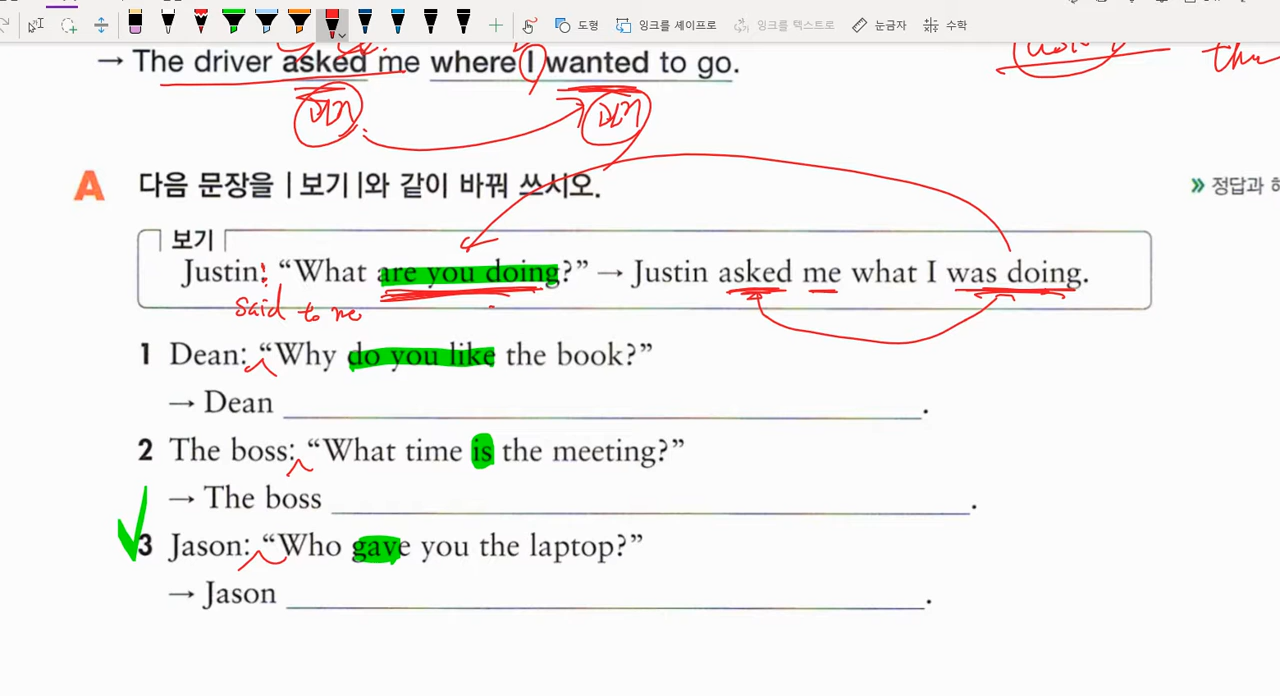 도형 잉크를 셰이프로 잉크를 텍스트로 눈금자 수학
→ The driver asked me where I wanted to go.
A 다음 문장을 | 보기 |와 같이 바꿔 쓰시오.
» 정답과
보기
Justin: “What are you doing?” → Justin asked me what I was doing.
said to me
1 Dean: “Why do you like the book?”
→ Dean .
2 The boss: “What time is the meeting?”
→ The boss .
3 Jason: “Who gave you the laptop?”
→ Jason .